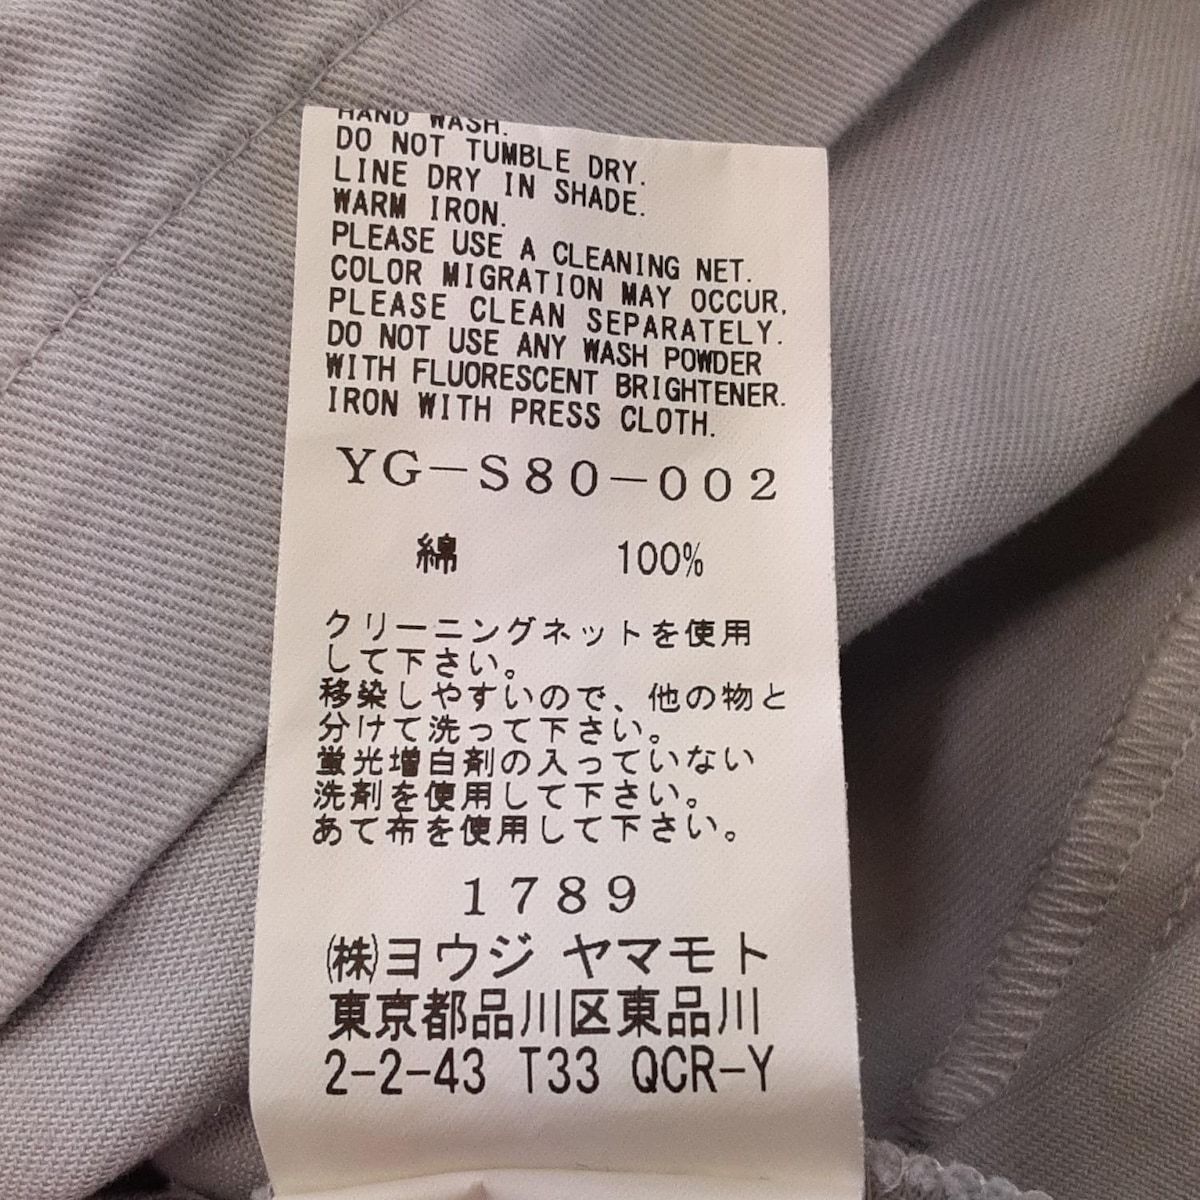 HAND WASH.
DO NOT TUMBLE DRY.
LINE DRY IN SHADE.
WARM IRON.
PLEASE USE A CLEANING NET.
COLOR MIGRATION MAY OCCUR.
PLEASE CLEAN SEPARATELY.
DO NOT USE ANY WASH POWDER
WITH FLUORESCENT BRIGHTENER.
IRON WITH PRESS CLOTH.
YG-S80-002
綿 100%
クリーニングネットを使用
して下さい。
移染しやすいので、他の物と
分けて洗って下さい。
蛍光増白剤の入っていない
洗剤を使用して下さい。
あて布を使用して下さい。
1789
㈱ヨウジ ヤマモト
東京都品川区東品川
2-2-43 T33 QCR-Y